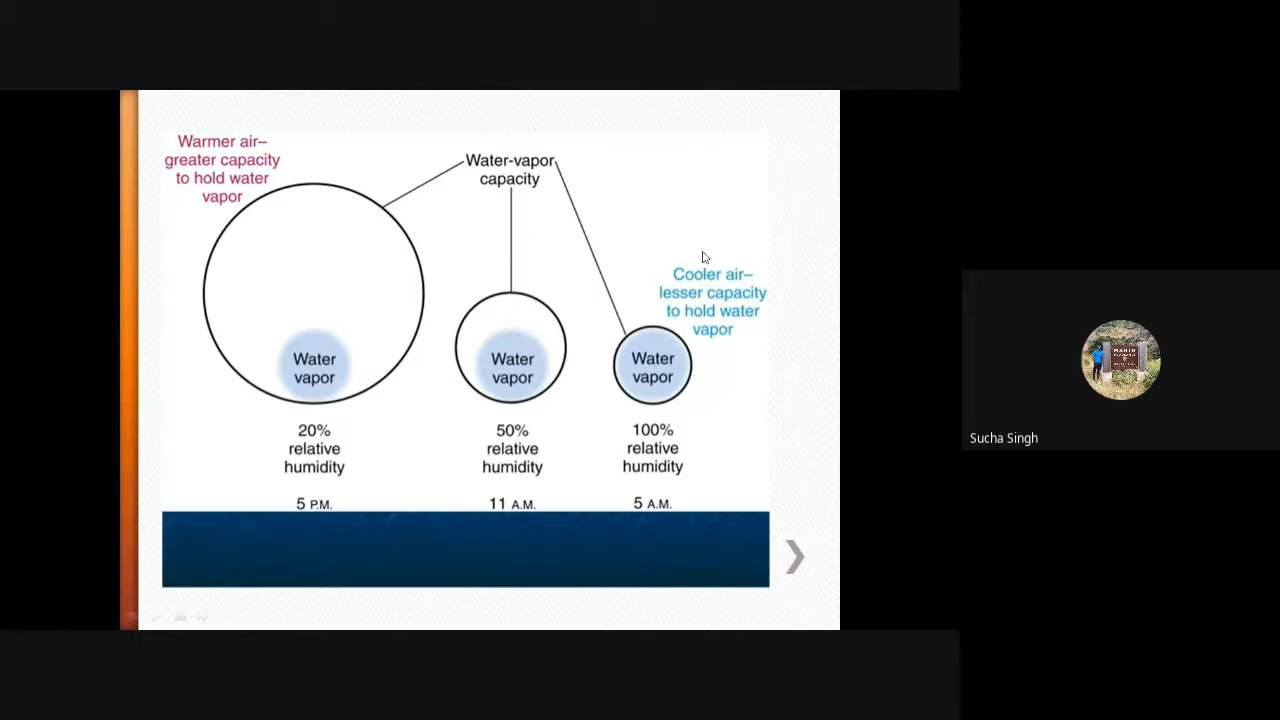 Warmer air–
greater capacity
to hold water
vapor
Water-vapor
capacity
Cooler air–
lesser capacity
to hold water
vapor
Water
vapor
Water
vapor
Water
vapor
20%
relative
humidity
50%
relative
humidity
100%
relative
humidity
5 P.M.
11 A.M.
5 A.M.
Sucha Singh